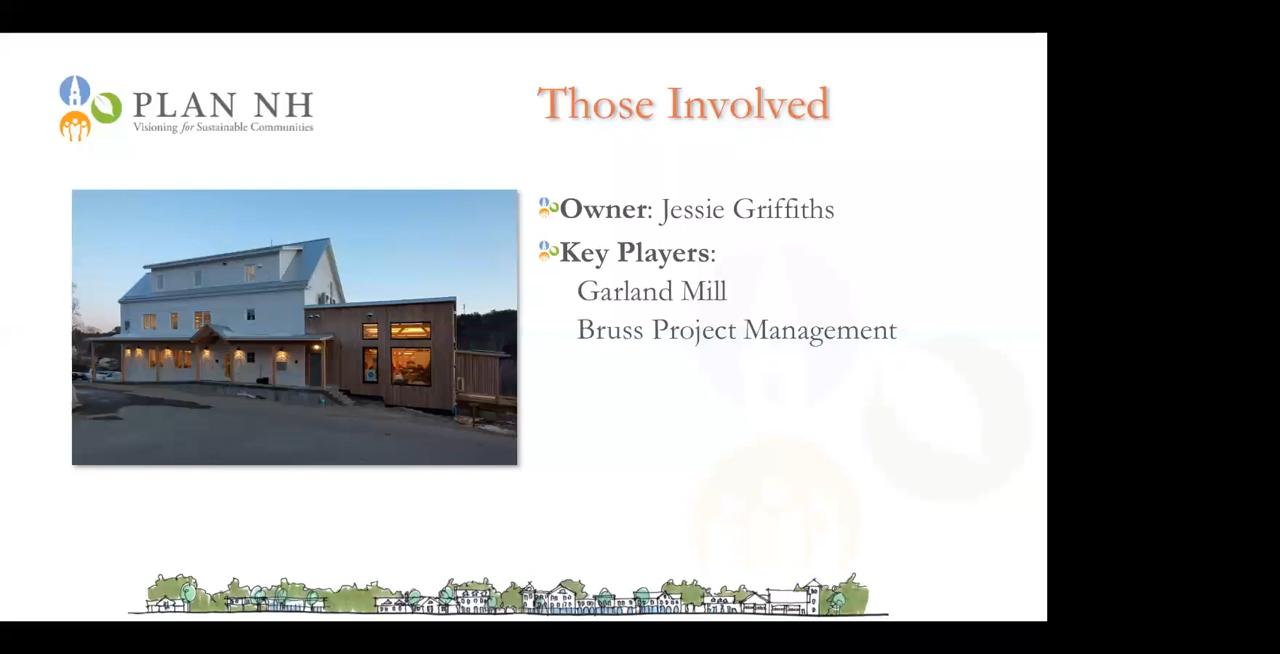 PLAN NH
Visioning for Sustainable Communities
Those Involved
Owner: Jessie Griffiths
Key Players:
Garland Mill
Bruss Project Management